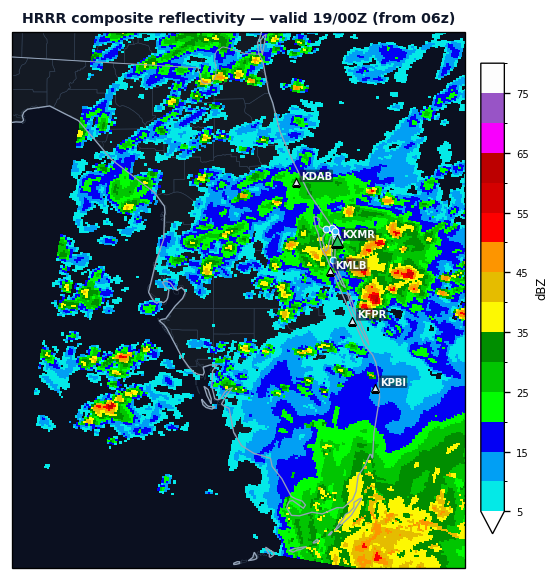 HRRR composite reflectivity — valid 19/00Z (from 06z)
KDAB
KXMR
KMLB
KFPR
KPBI
75
65
55
45
35
25
15
5
dBZ